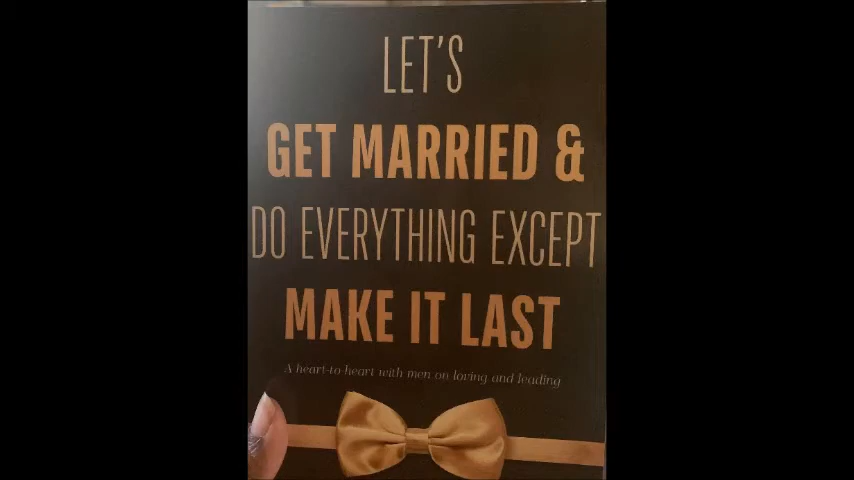 LET'S
GET MARRIED &
DO EVERYTHING EXCEPT
MAKE IT LAST
A heart-to heart with men on loving and leading